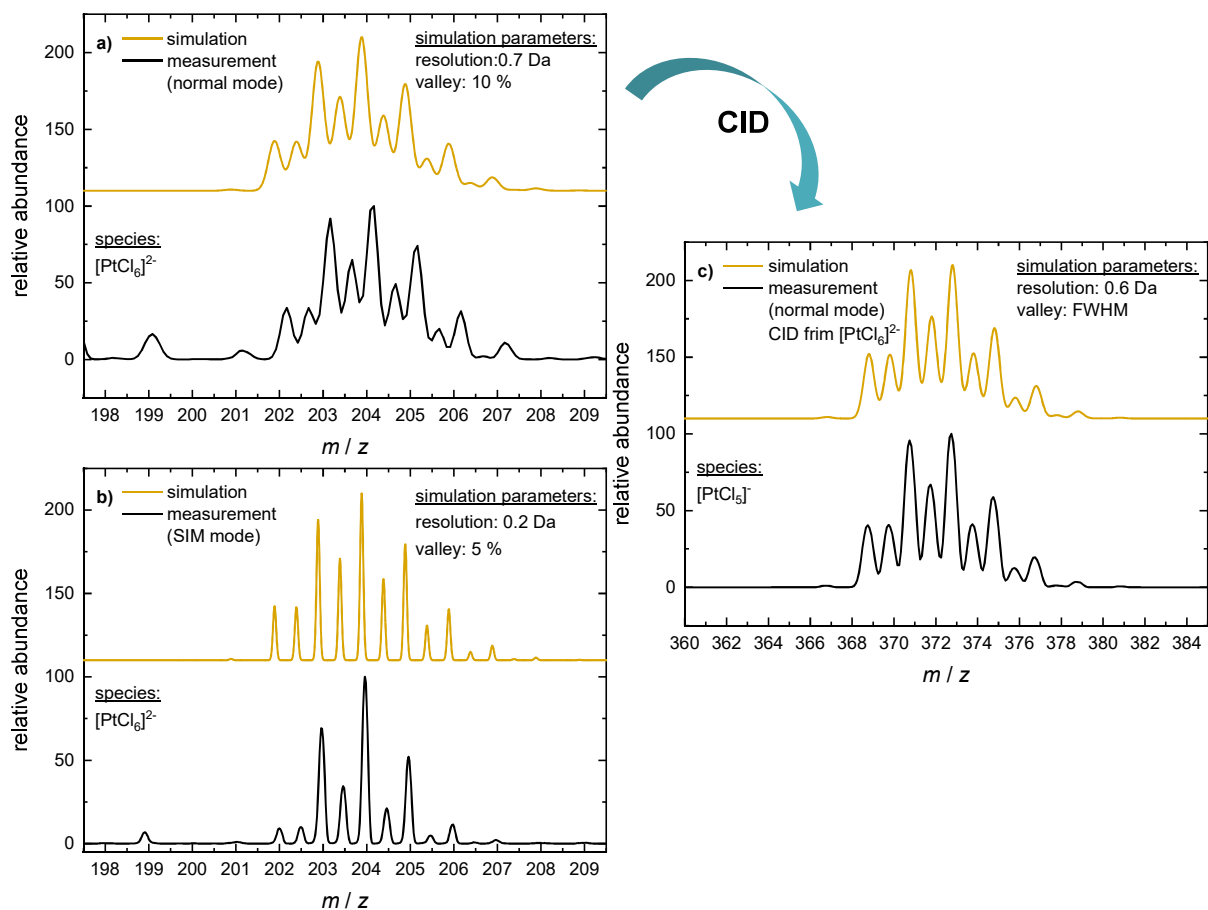 a)
simulation
measurement
(normal mode)
simulation parameters:
resolution:0.7 Da
valley: 10 %
species:
[PtCl6]2-
relative abundance
200
150
100
50
0
198 199 200 201 202 203 204 205 206 207 208 209
m / z
CID
b)
simulation
measurement
(SIM mode)
simulation parameters:
resolution: 0.2 Da
valley: 5 %
species:
[PtCl6]2-
relative abundance
200
150
100
50
0
198 199 200 201 202 203 204 205 206 207 208 209
m / z
c)
simulation
measurement
(normal mode)
CID frim [PtCl6]2-
simulation parameters:
resolution: 0.6 Da
valley: FWHM
species:
[PtCl5]-
relative abundance
200
150
100
50
0
360 362 364 366 368 370 372 374 376 378 380 382 384
m / z